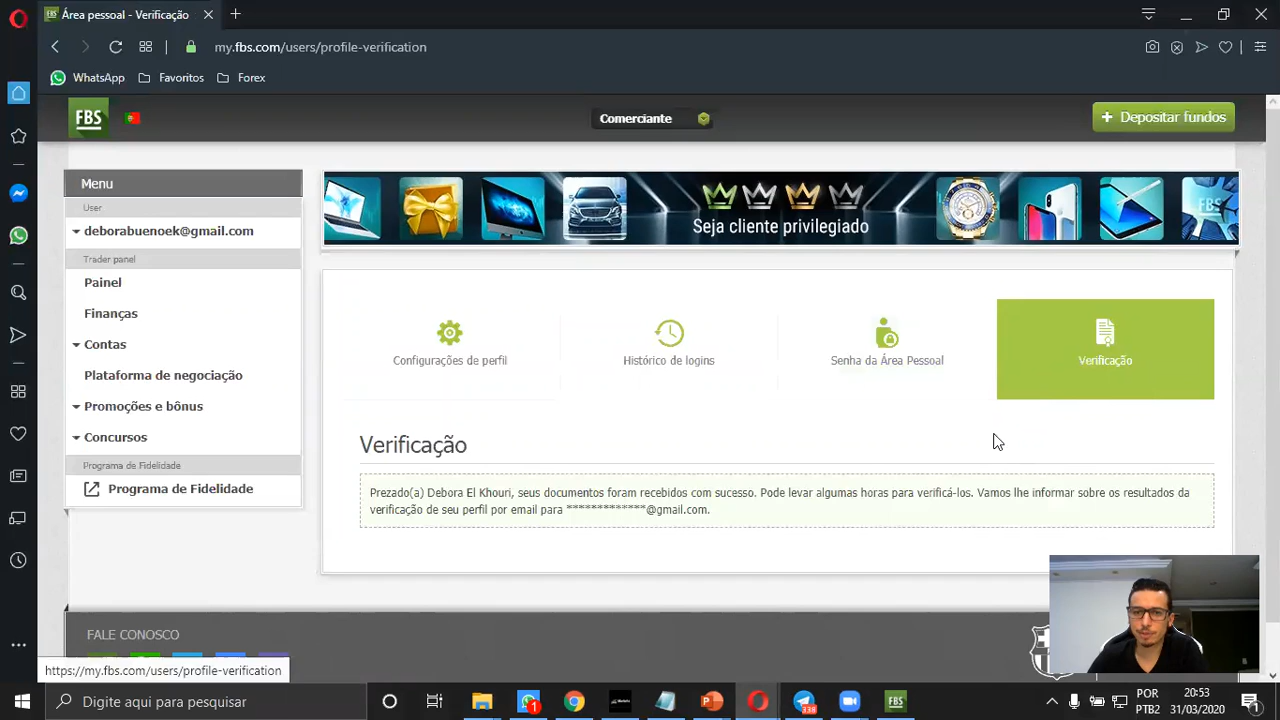 Área pessoal - Verificação
my.fbs.com/users/profile-verification
WhatsApp Favoritos Forex
FBS
Comerciante
+ Depositar fundos
Menu
User
deborabuenoek@gmail.com
Trader panel
Painel
Finanças
Contas
Plataforma de negociação
Promoções e bônus
Concursos
Programa de Fidelidade
Programa de Fidelidade
Seja cliente privilegiado
FBS
Configurações de perfil
Histórico de logins
Senha da Área Pessoal
Verificação
Verificação
Prezado(a) Debora El Khouri, seus documentos foram recebidos com sucesso. Pode levar algumas horas para verificá-los. Vamos lhe informar sobre os resultados da
verificação de seu perfil por email para *************@gmail.com.
FALE CONOSCO
https://my.fbs.com/users/profile-verification
Digite aqui para pesquisar
1
338
FBS
POR
PTB2
20:53
31/03/2020
1